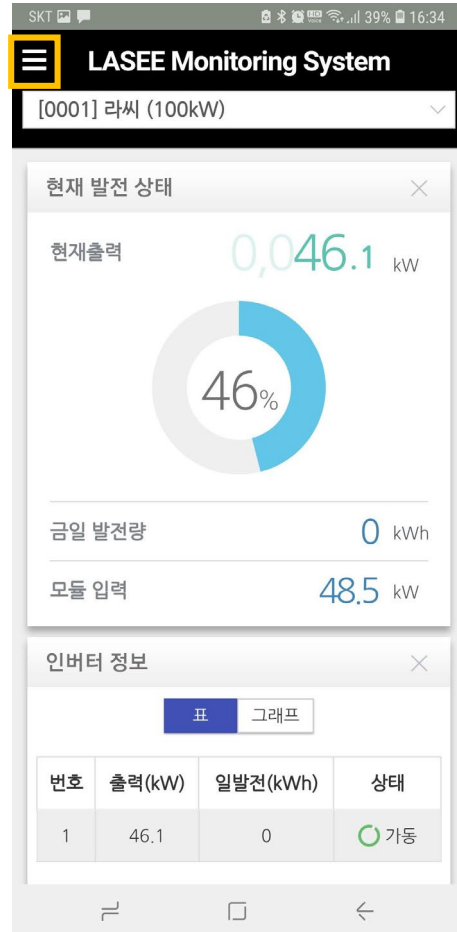 SKT 39% 16:34
LASEE Monitoring System
[0001] 라씨 (100kW)
현재 발전 상태
현재출력 0,046.1 kW
46%
금일 발전량 0 kWh
모듈 입력 48.5 kW
인버터 정보
표 그래프
번호 출력(kW) 일발전(kWh) 상태
1 46.1 0 가동